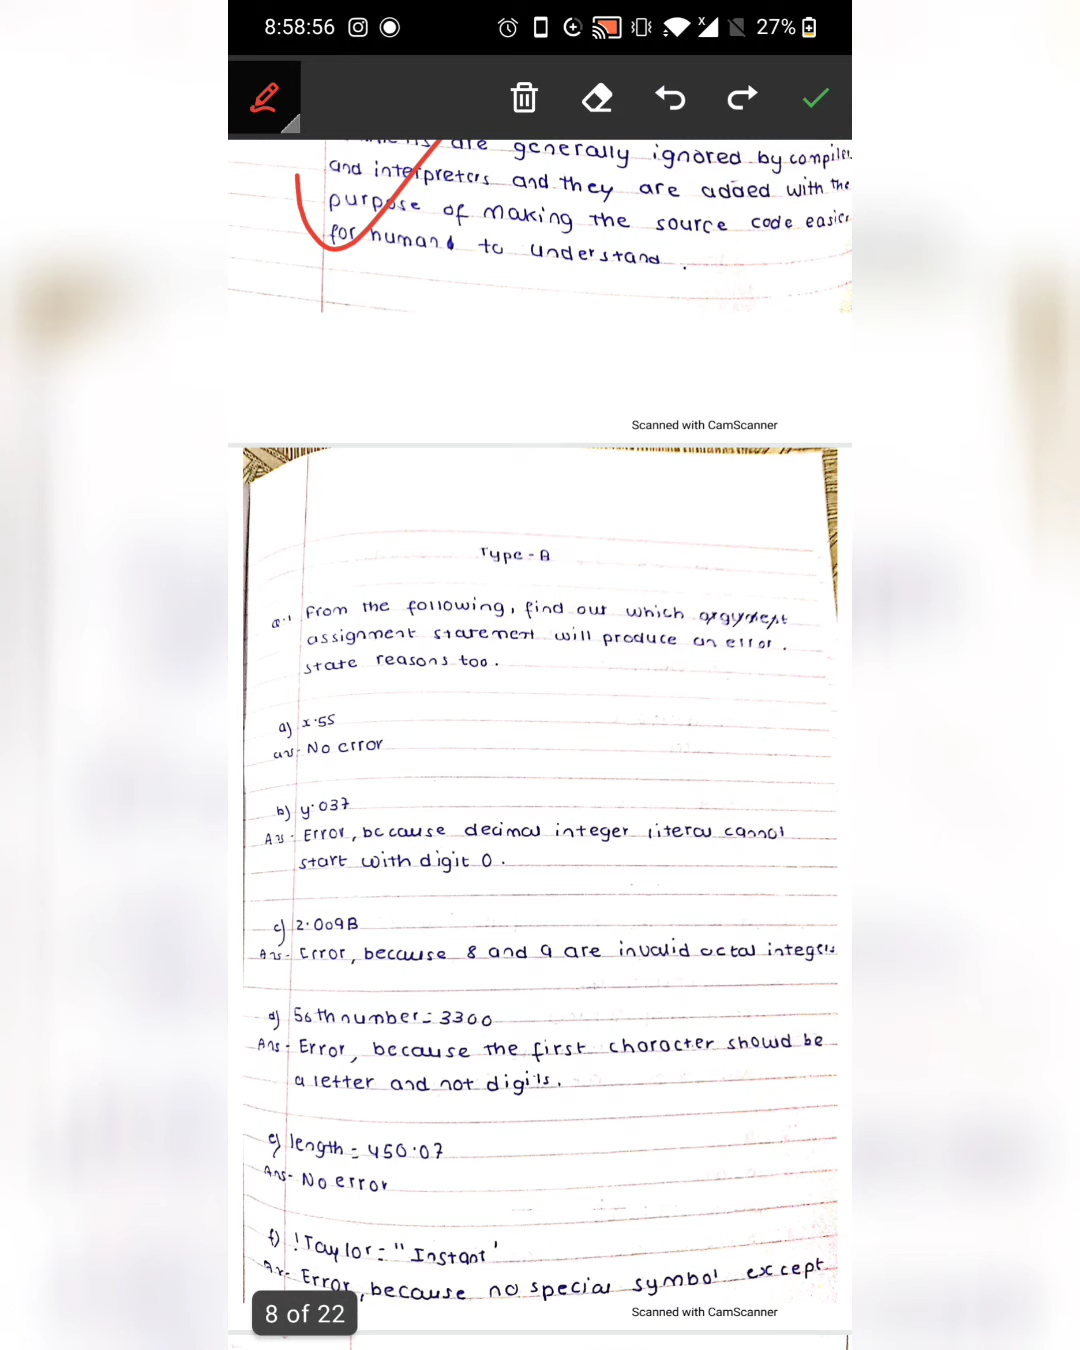 8:58:56
27%
are generally ignored by compiler
and interpreters and they are added with the
purpose of making the source code easier
for humans to understand.
Scanned with CamScanner
Type - B
Q.1 From the following, find out which
assignment statement will produce an error.
state reasons too.
a) x.55
ans- No error
b) y.037
Ans- Error, because decimal integer literal cannot
start with digit 0.
c) 2.009B
Ans- Error, because 8 and 9 are invalid octal integers
d) 56thnumber = 3300
Ans- Error, because the first character should be
a letter and not digits.
e) length = 450.07
Ans- No error
f) !Taylor = "Instant'
Ans- Error, because no special symbol except
8 of 22
Scanned with CamScanner